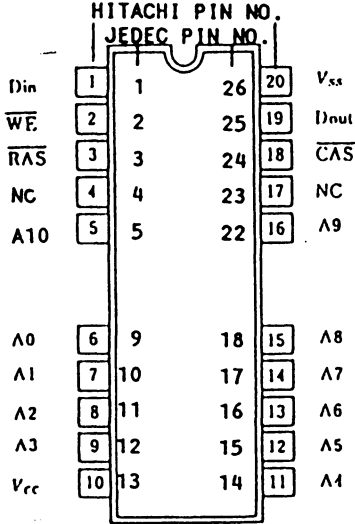 HITACHI PIN NO.
JEDEC PIN NO.
Din 1 1 26 20 Vss
WE 2 2 25 19 Dout
RAS 3 3 24 18 CAS
NC 4 4 23 17 NC
A10 5 5 22 16 A9
A0 6 9 18 15 A8
A1 7 10 17 14 A7
A2 8 11 16 13 A6
A3 9 12 15 12 A5
Vcc 10 13 14 11 A4